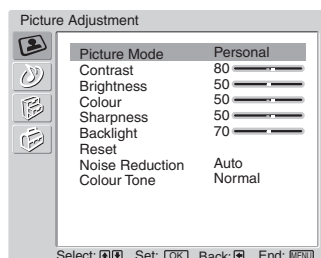 Picture Adjustment
Picture Mode Personal
Contrast 80
Brightness 50
Colour 50
Sharpness 50
Backlight 70
Reset
Noise Reduction Auto
Colour Tone Normal
Select: Set: OK Back: End: MENU